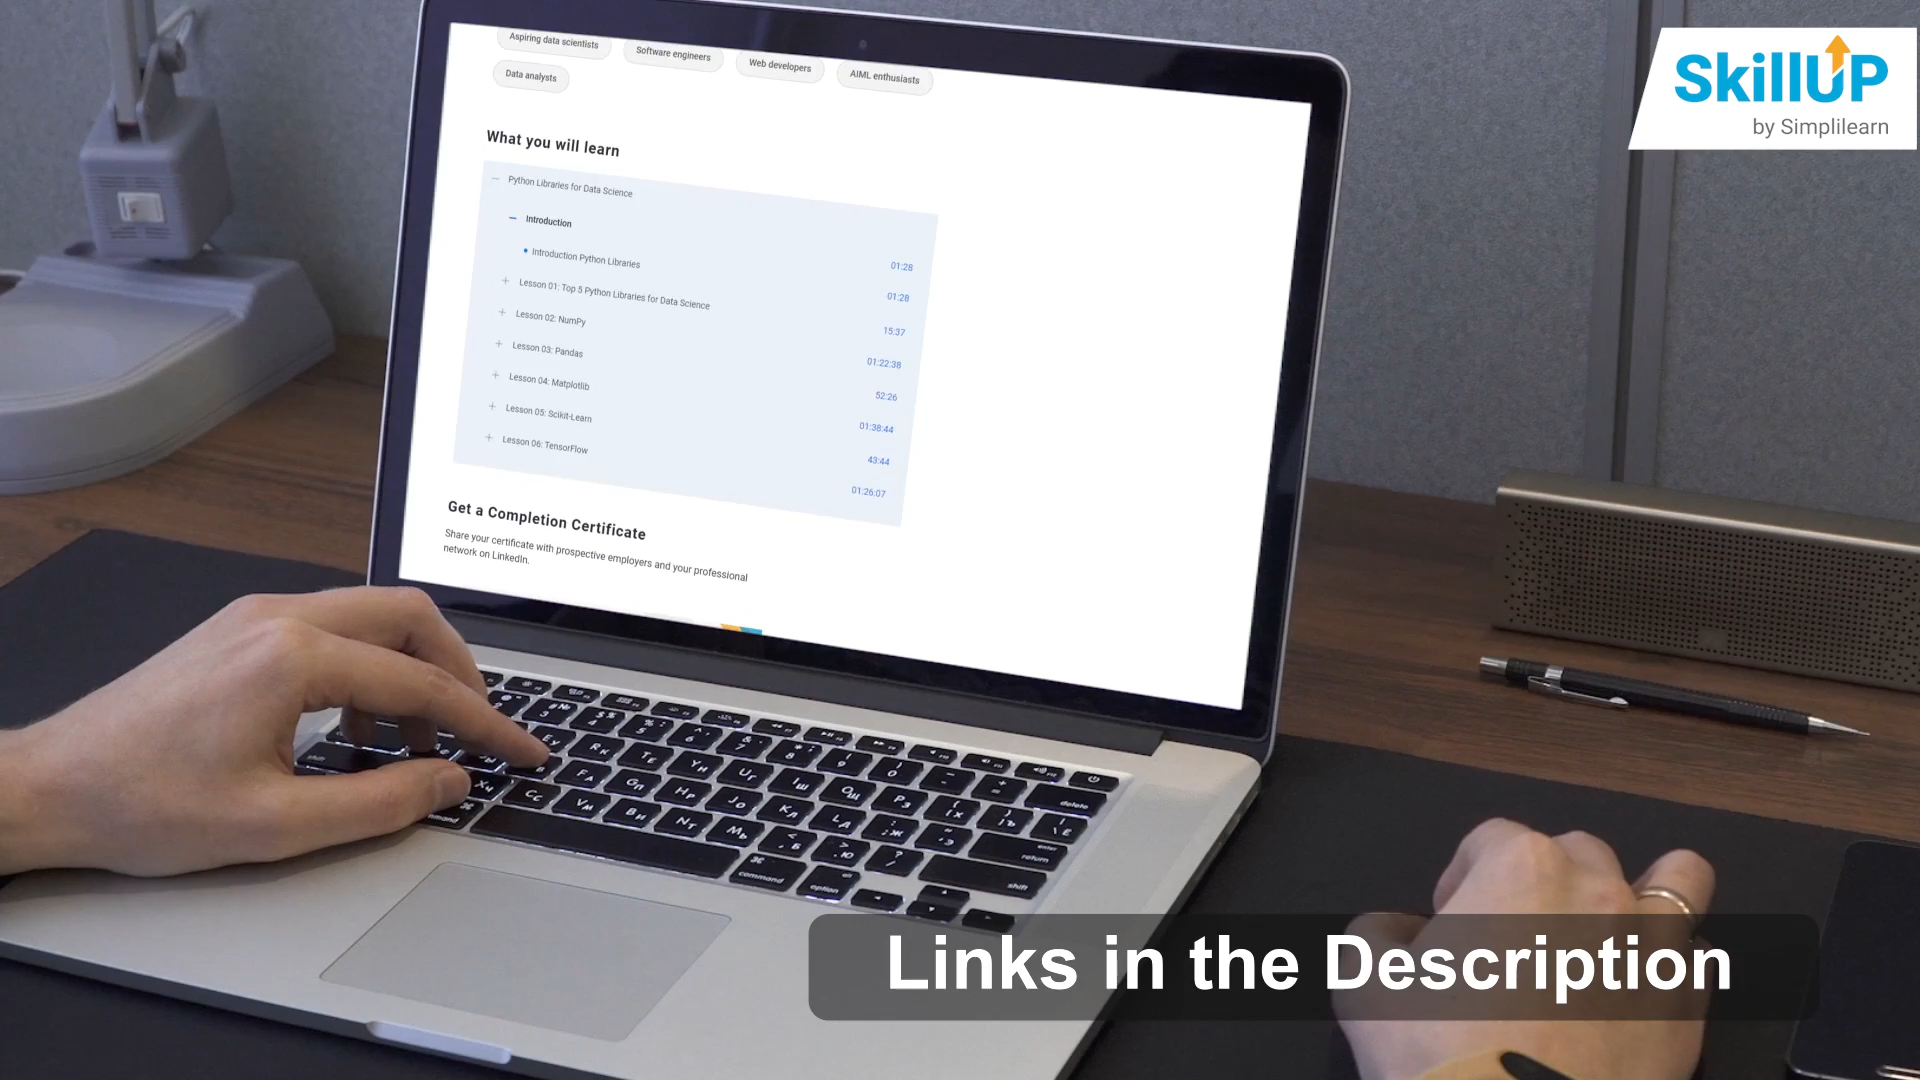 SkillUP
by Simplilearn
Aspiring data scientists
Software engineers
Web developers
AIML enthusiasts
Data analysts
What you will learn
Python Libraries for Data Science
Introduction
01:28
Introduction Python Libraries
01:28
Lesson 01: Top 5 Python Libraries for Data Science
15:37
Lesson 02: NumPy
01:22:38
Lesson 03: Pandas
52:26
Lesson 04: Matplotlib
01:38:44
Lesson 05: Scikit-Learn
43:44
Lesson 06: TensorFlow
01:26:07
Get a Completion Certificate
Share your certificate with prospective employers and your professional
network on LinkedIn.
delete
return
shift
command
option
Links in the Description